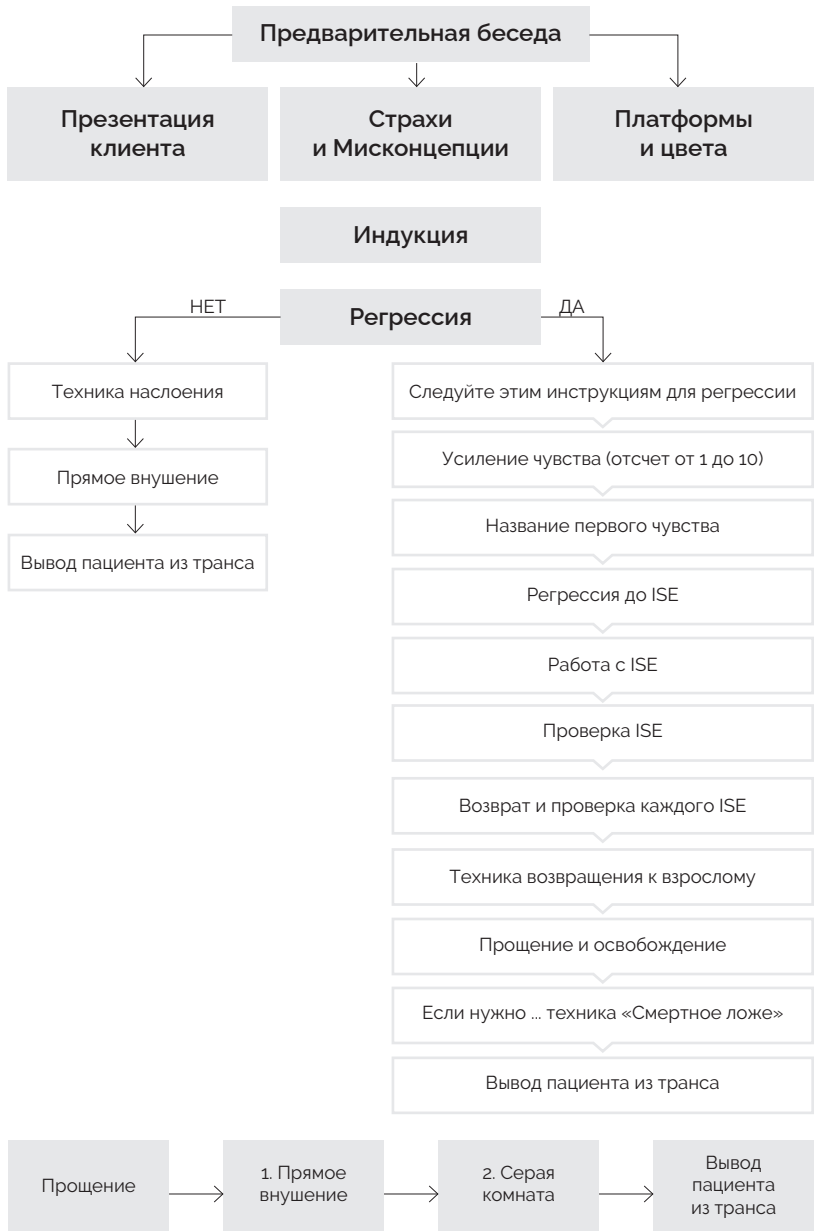 Предварительная беседа
Презентация
клиента
Страхи
и Мисконцепции
Платформы
и цвета
Индукция
НЕТ
Регрессия
ДА
Техника наслоения
Прямое внушение
Вывод пациента из транса
Следуйте этим инструкциям для регрессии
Усиление чувства (отсчет от 1 до 10)
Название первого чувства
Регрессия до ISE
Работа с ISE
Проверка ISE
Возврат и проверка каждого ISE
Техника возвращения к взрослому
Прощение и освобождение
Если нужно ... техника «Смертное ложе»
Вывод пациента из транса
Прощение
1. Прямое
внушение
2. Серая
комната
Вывод
пациента
из транса